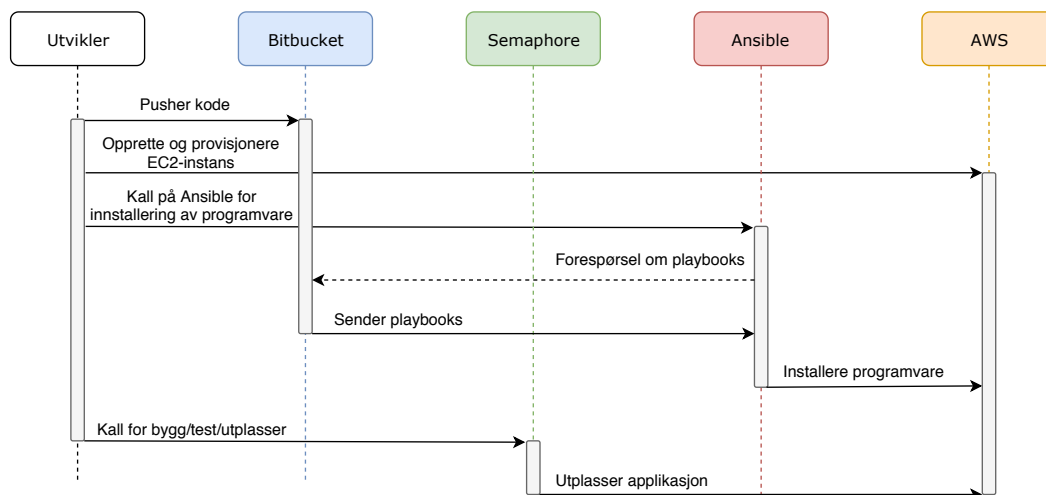 Utvikler
Bitbucket
Semaphore
Ansible
AWS
Pusher kode
Opprette og provisjonere
EC2-instans
Kall på Ansible for
innstallering av programvare
Forespørsel om playbooks
Sender playbooks
Installere programvare
Kall for bygg/test/utplasser
Utplasser applikasjon